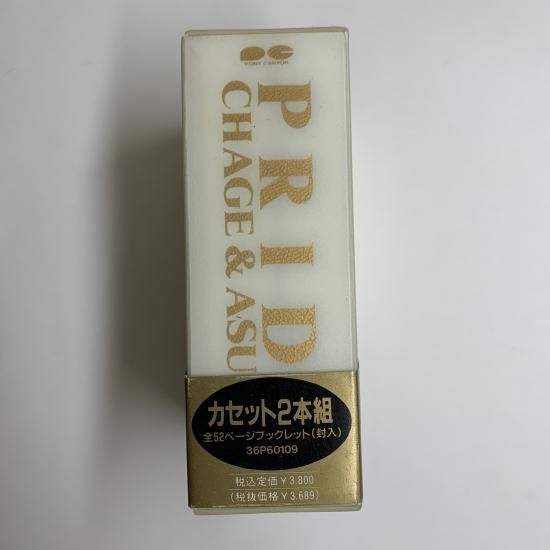 PONY CANYON
PRID
CHAGE & ASU
カセット2本組
全52ページブックレット(封入)
36P60109
税込定価¥3.800
(税抜価格¥3.689)